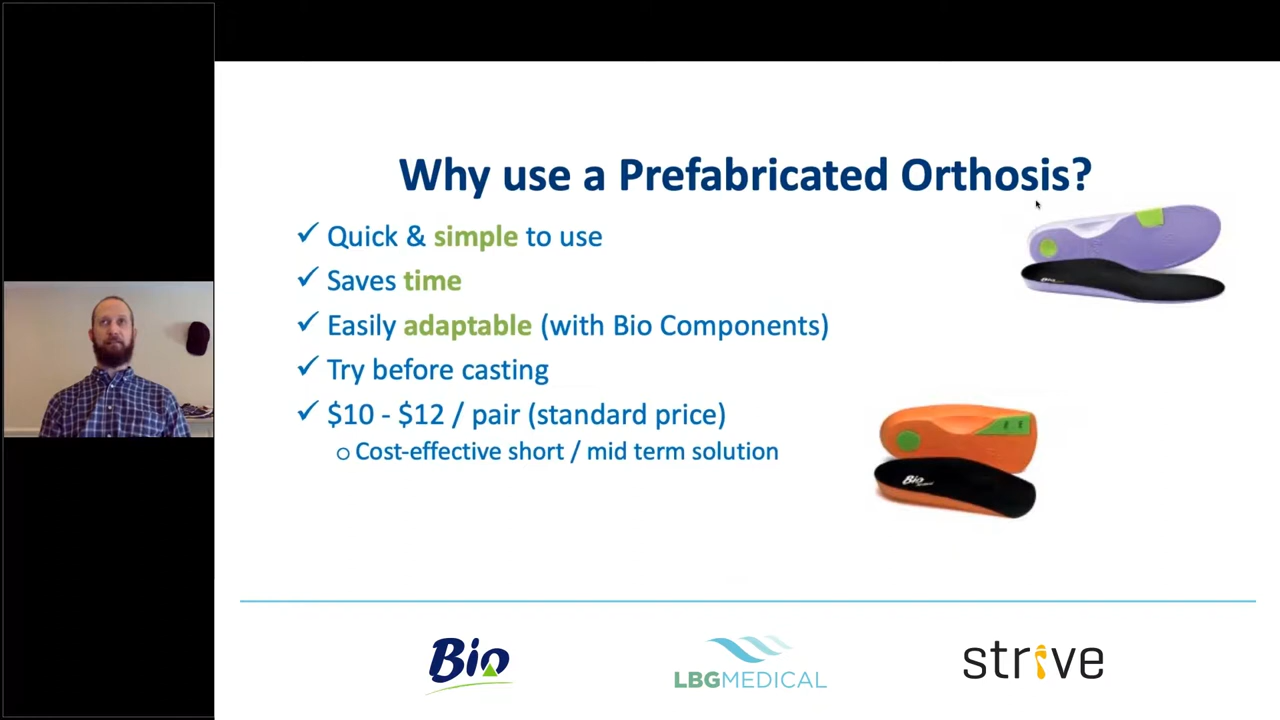 Why use a Prefabricated Orthosis?
✓ Quick & simple to use
✓ Saves time
✓ Easily adaptable (with Bio Components)
✓ Try before casting
✓ $10 - $12 / pair (standard price)
o Cost-effective short / mid term solution
Bio
Bio
LBGMEDICAL
strive